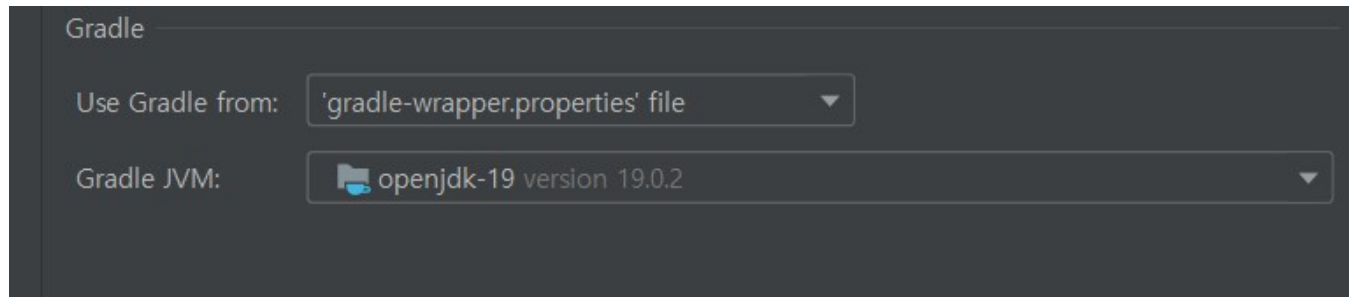 Gradle
Use Gradle from: 'gradle-wrapper.properties' file
Gradle JVM: openjdk-19 version 19.0.2